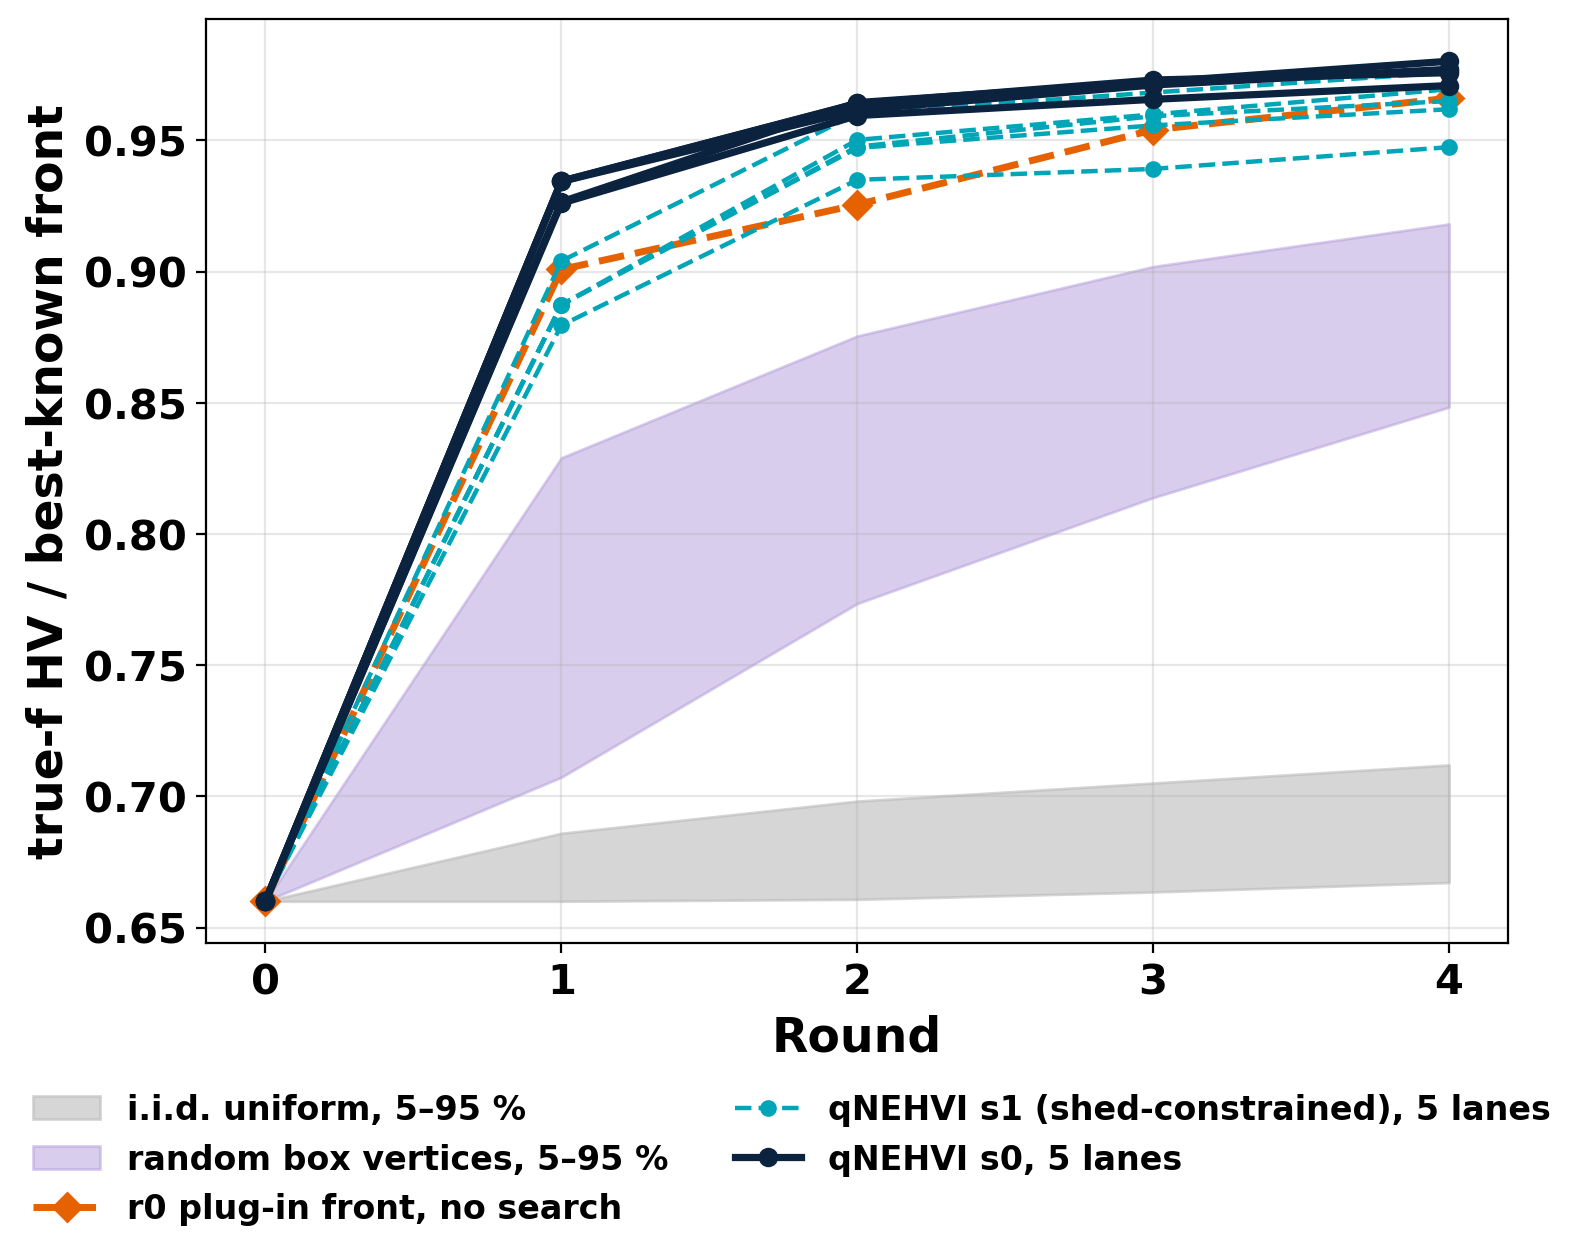 true-f HV / best-known front
0.95
0.90
0.85
0.80
0.75
0.70
0.65
0 1 2 3 4
Round
i.i.d. uniform, 5–95 %
random box vertices, 5–95 %
r0 plug-in front, no search
qNEHVI s1 (shed-constrained), 5 lanes
qNEHVI s0, 5 lanes